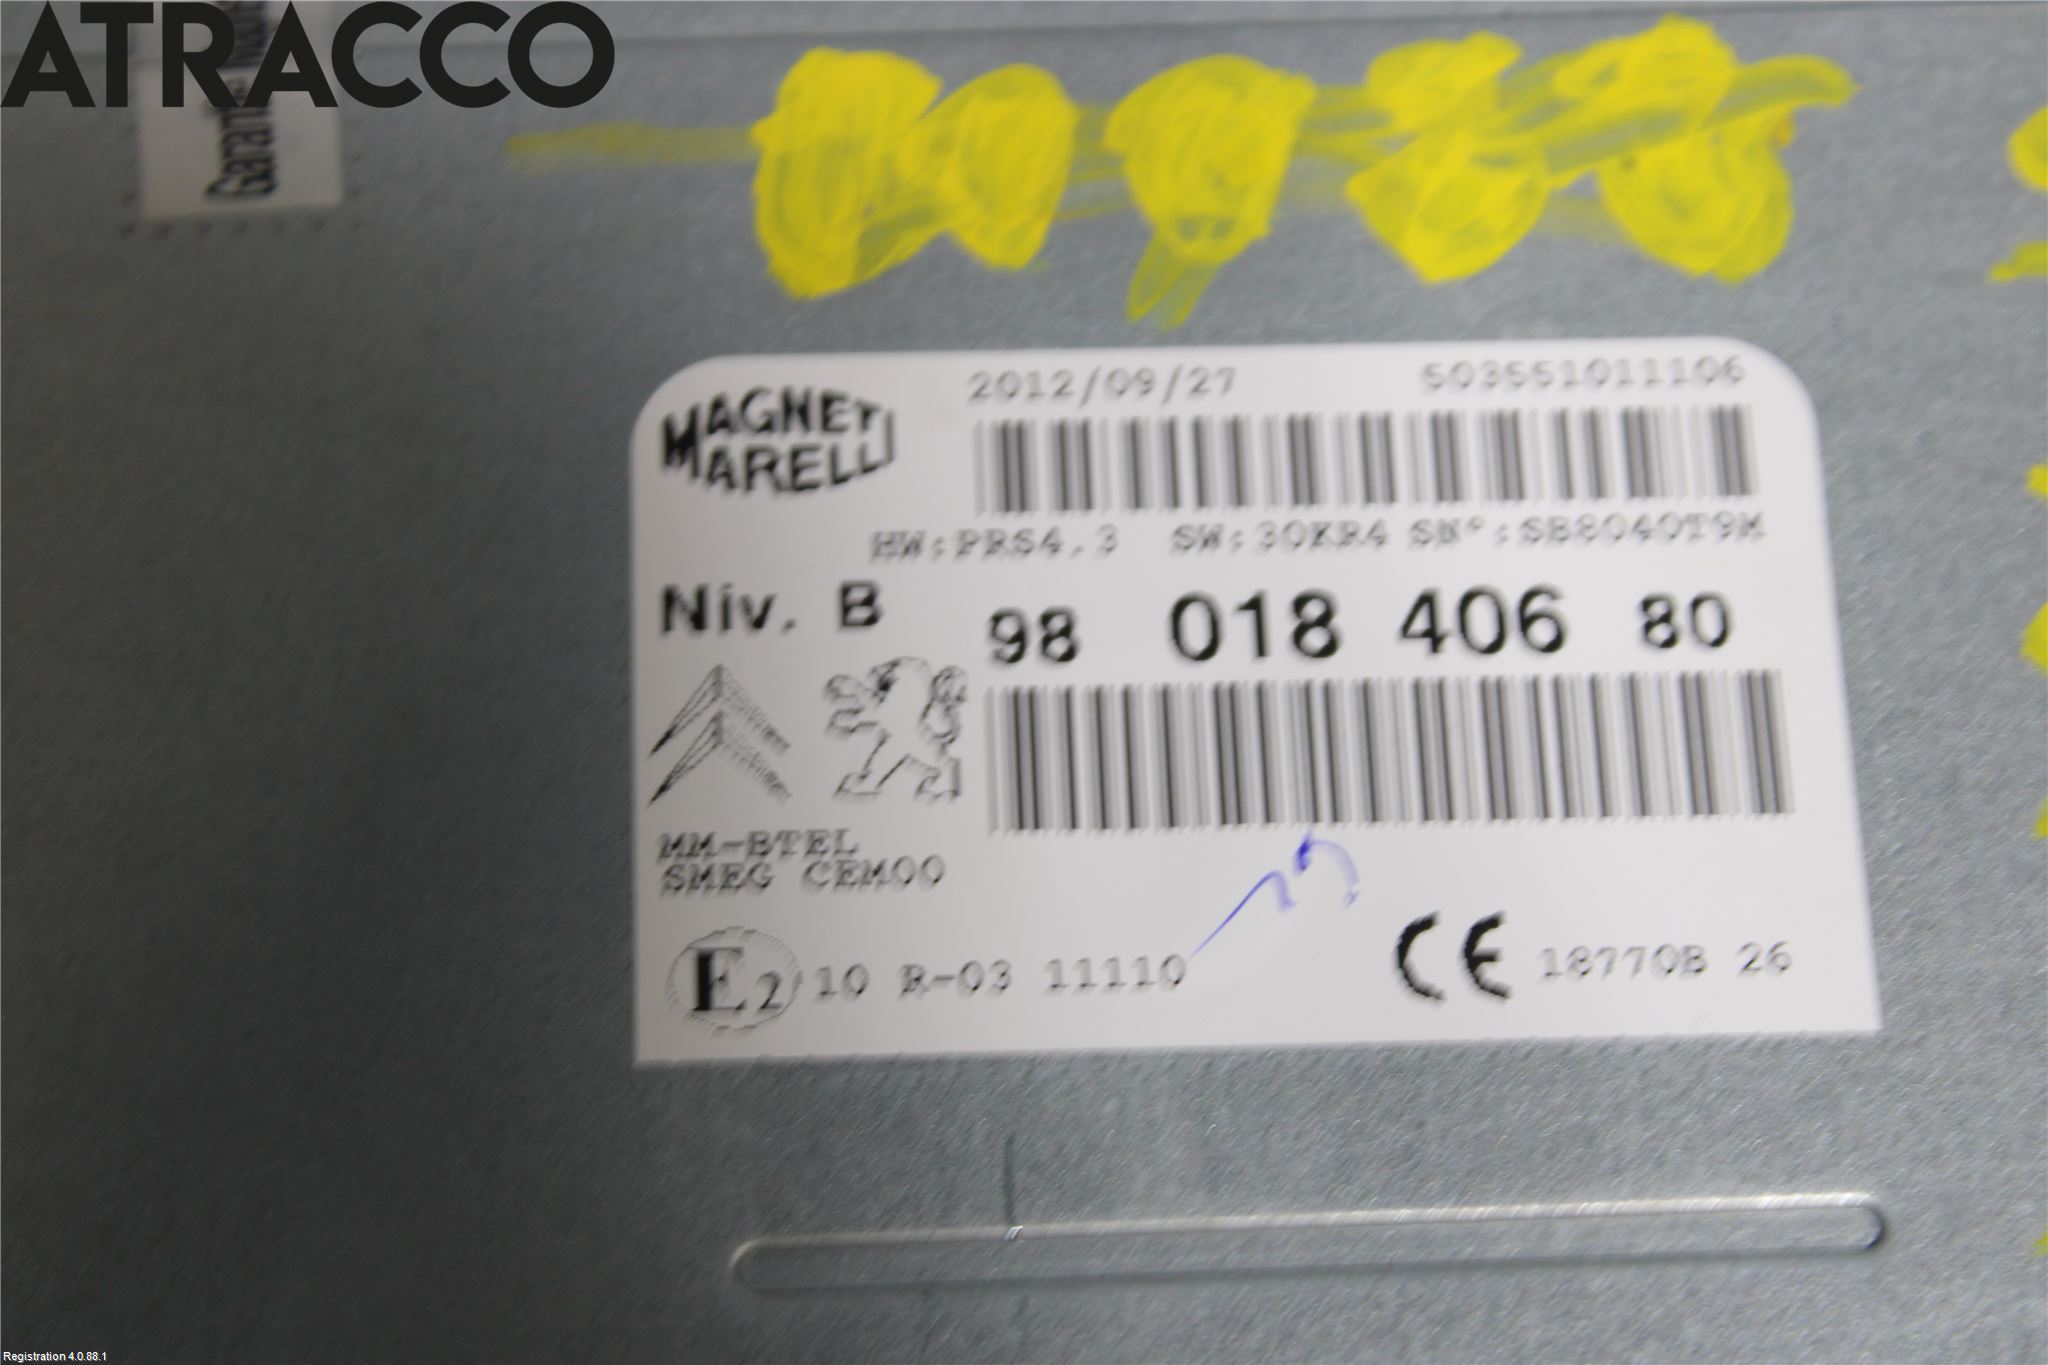 ATRACCO
Garantie
2012/09/27 503551011106
MAGNETI
MARELLI
HW:PRS4.3 SW:30KR4 SN°:SB8040T9M
Niv. B 98 018 406 80
MM-BTEL
SMEG CEM00
E2 10 R-03 11110 CE 18770B 26
Registration 4.0.88.1